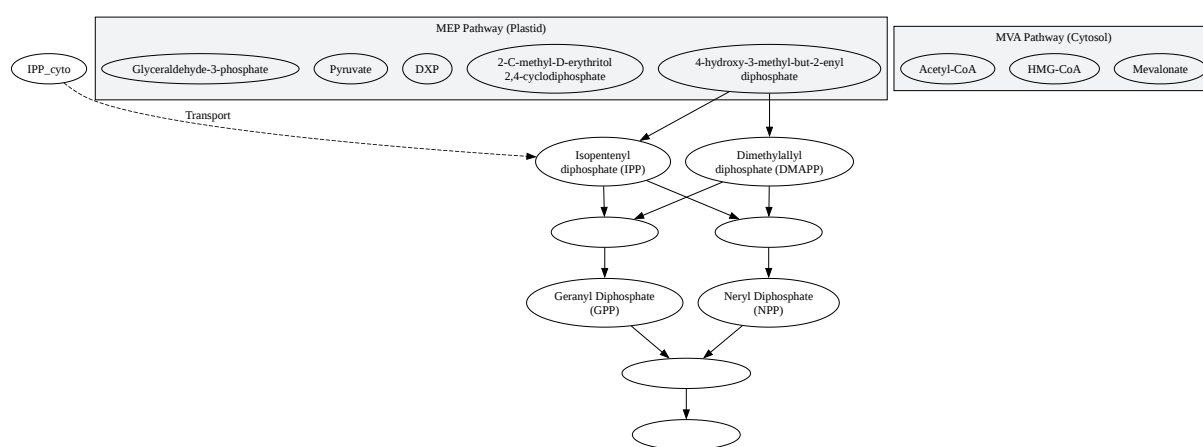 MEP Pathway (Plastid)
MVA Pathway (Cytosol)
IPP_cyto
Glyceraldehyde-3-phosphate
Pyruvate
DXP
2-C-methyl-D-erythritol
2,4-cyclodiphosphate
4-hydroxy-3-methyl-but-2-enyl
diphosphate
Acetyl-CoA
HMG-CoA
Mevalonate
Transport
Isopentenyl
diphosphate (IPP)
Dimethylallyl
diphosphate (DMAPP)
Geranyl Diphosphate
(GPP)
Neryl Diphosphate
(NPP)